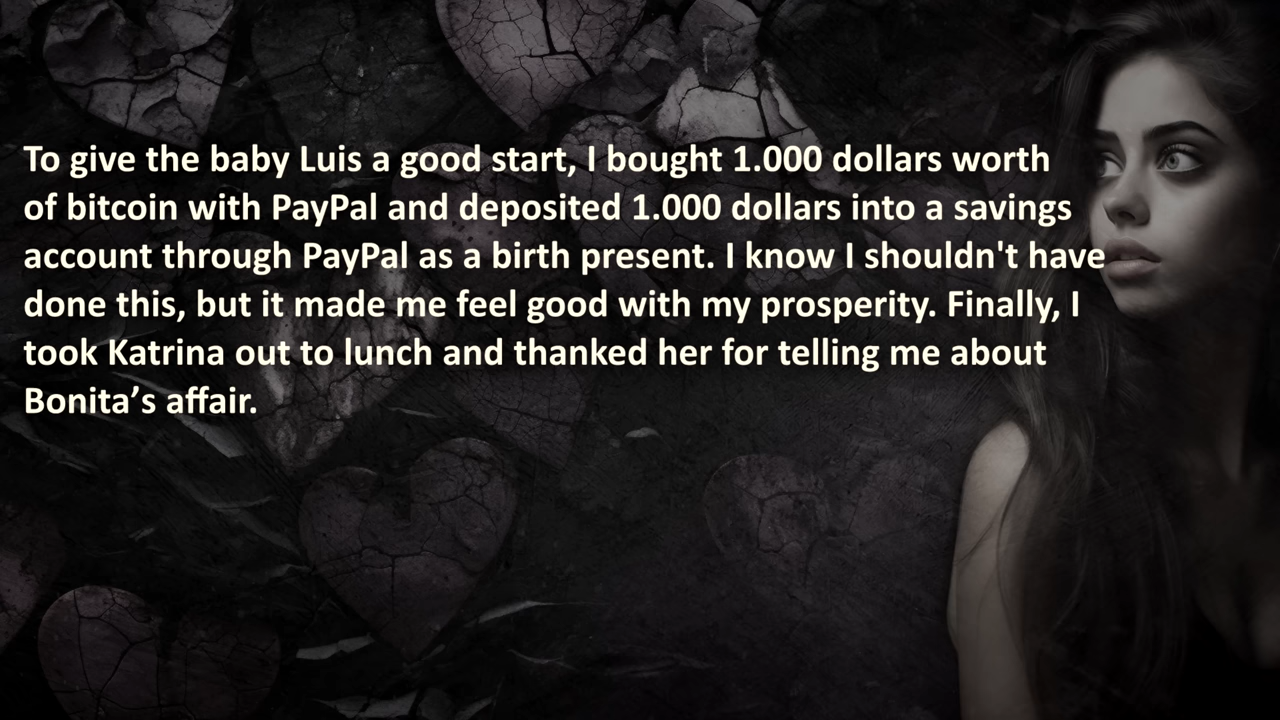 To give the baby Luis a good start, I bought 1.000 dollars worth
of bitcoin with PayPal and deposited 1.000 dollars into a savings
account through PayPal as a birth present. I know I shouldn't have
done this, but it made me feel good with my prosperity. Finally, I
took Katrina out to lunch and thanked her for telling me about
Bonita’s affair.